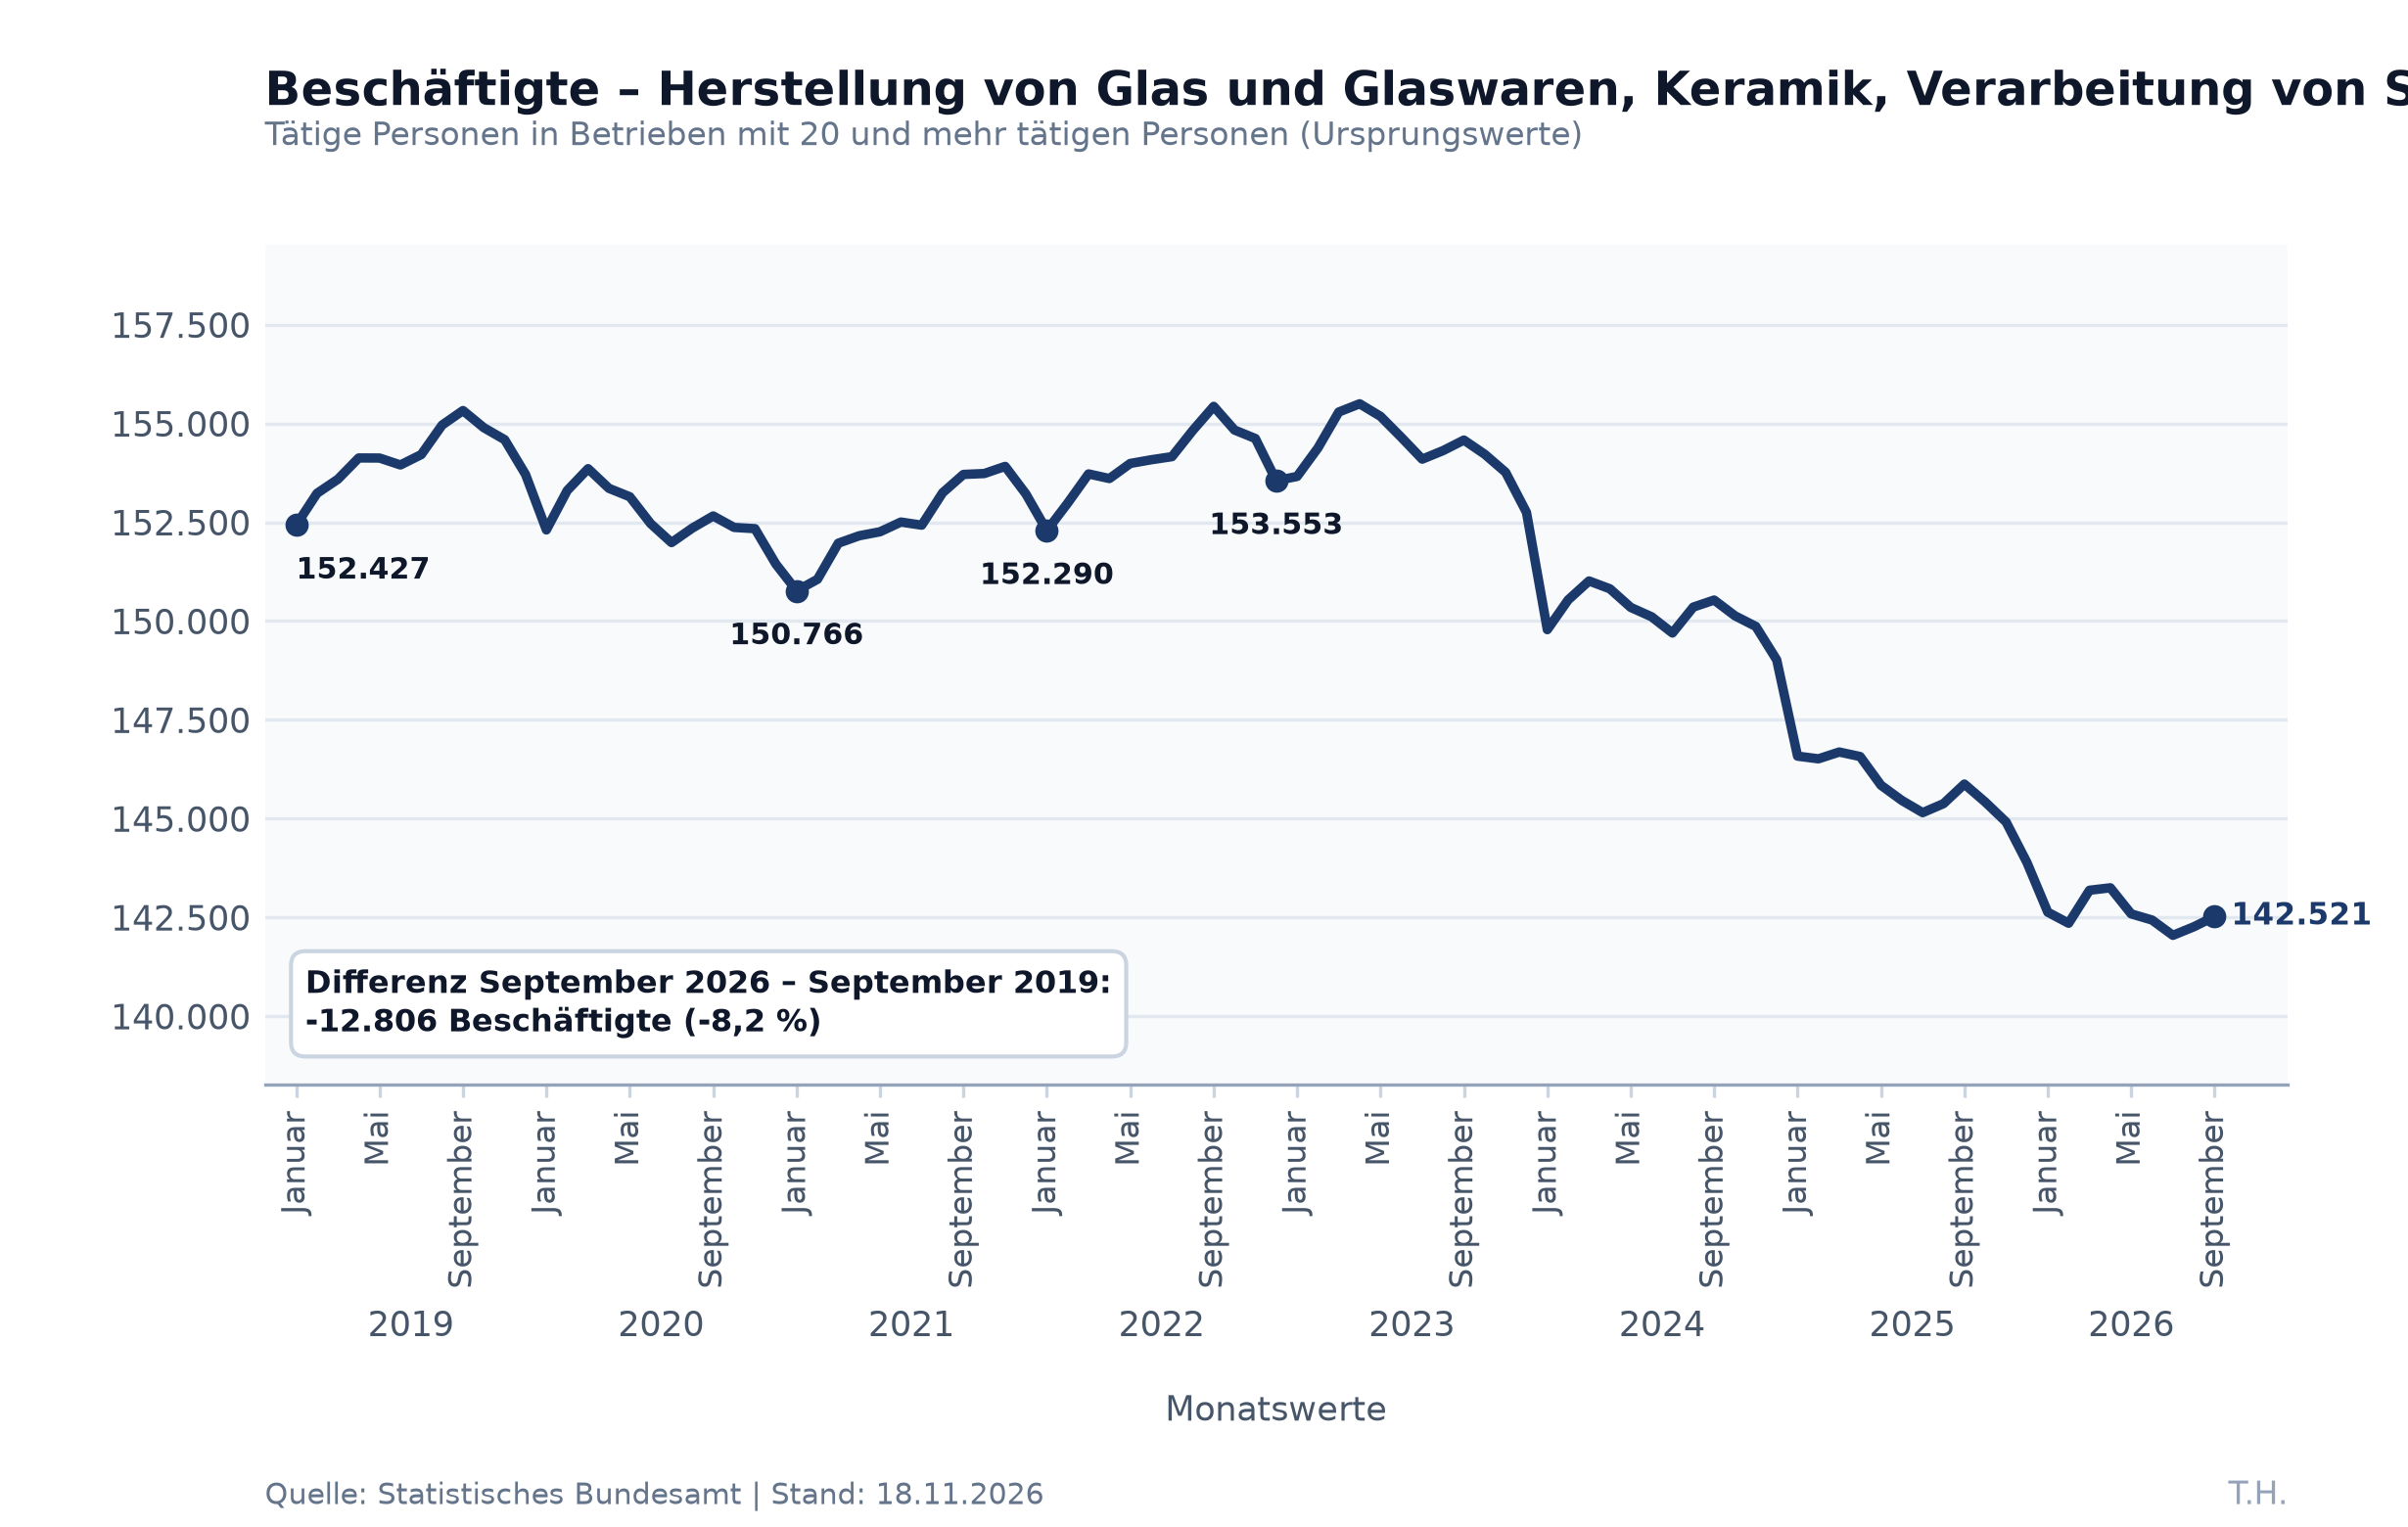 Beschäftigte – Herstellung von Glas und Glaswaren, Keramik, Verarbeitung von
Tätige Personen in Betrieben mit 20 und mehr tätigen Personen (Ursprungswerte)
157.500
155.000
152.500
150.000
147.500
145.000
142.500
140.000
152.427
150.766
152.290
153.553
142.521
Differenz September 2026 – September 2019:
-12.806 Beschäftigte (-8,2 %)
Januar
Mai
September
Januar
Mai
September
Januar
Mai
September
Januar
Mai
September
Januar
Mai
September
Januar
Mai
September
Januar
Mai
September
Januar
Mai
September
2019
2020
2021
2022
2023
2024
2025
2026
Monatswerte
Quelle: Statistisches Bundesamt | Stand: 18.11.2026
T.H.